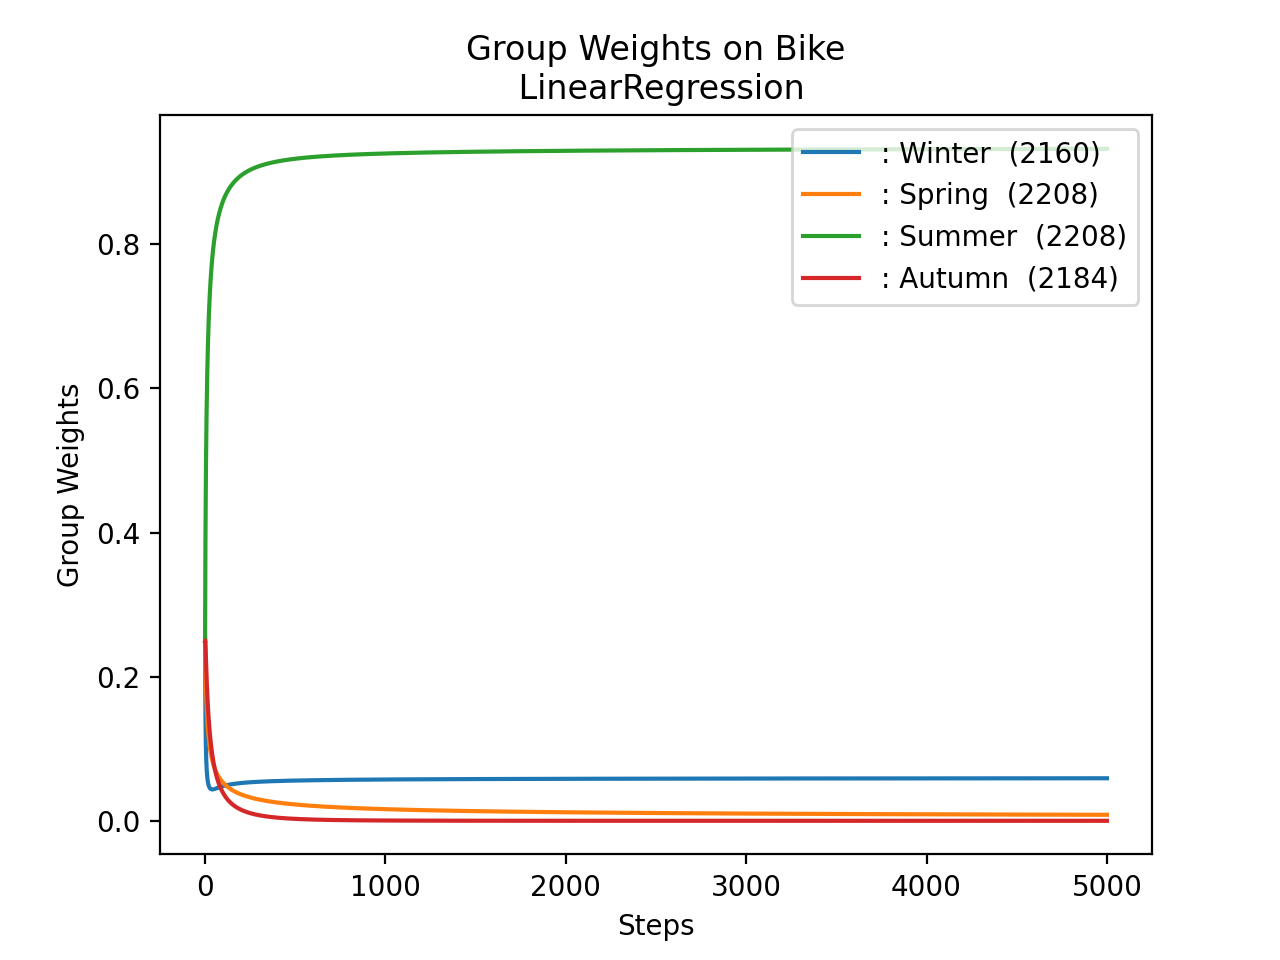 Group Weights on Bike
LinearRegression
: Winter (2160)
: Spring (2208)
: Summer (2208)
: Autumn (2184)
Group Weights
0.8
0.6
0.4
0.2
0.0
0 1000 2000 3000 4000 5000
Steps